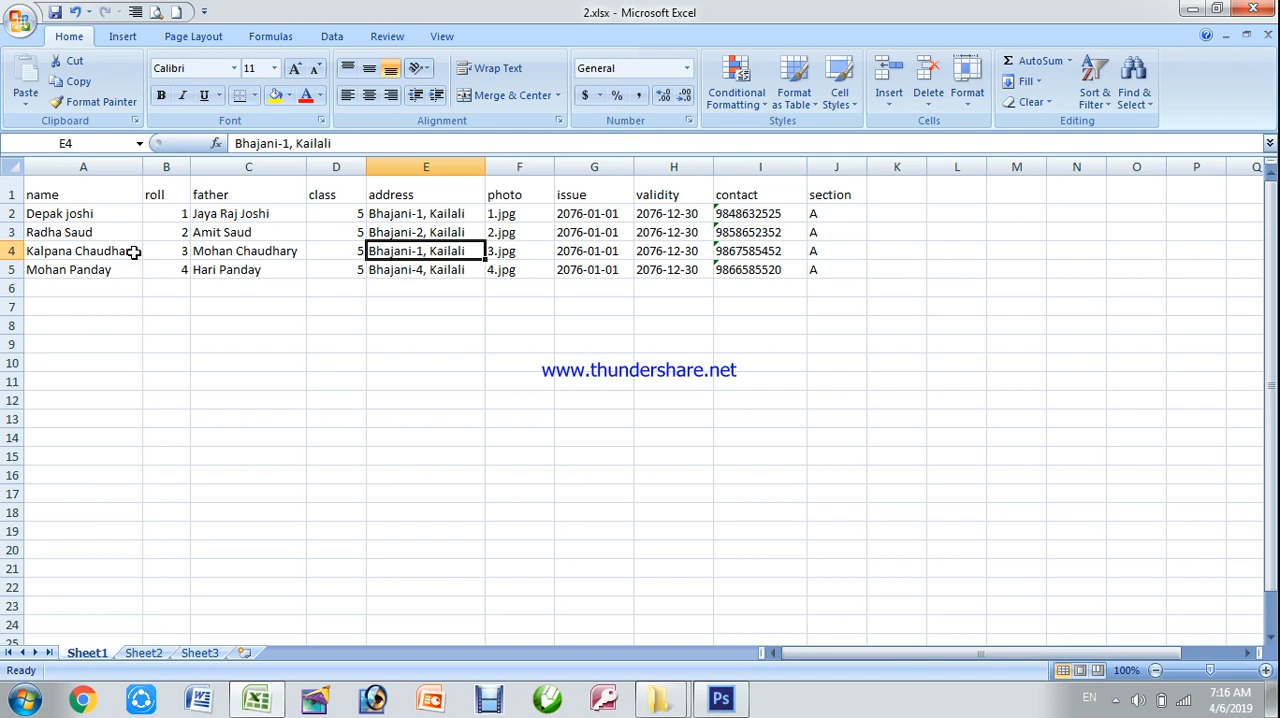 2.xlsx - Microsoft Excel
Home Insert Page Layout Formulas Data Review View
Paste
Cut
Copy
Format Painter
Clipboard
Calibri 11
B I U
Font
Wrap Text
Merge & Center
Alignment
General
$ % ,
Number
Conditional Formatting
Format as Table
Cell Styles
Styles
Insert
Delete
Format
Cells
AutoSum
Fill
Clear
Sort & Filter
Find & Select
Editing
E4 fx Bhajani-1, Kailali
A B C D E F G H I J K L M N O P Q
1 name roll father class address photo issue validity contact section
2 Depak joshi 1 Jaya Raj Joshi 5 Bhajani-1, Kailali 1.jpg 2076-01-01 2076-12-30 9848632525 A
3 Radha Saud 2 Amit Saud 5 Bhajani-2, Kailali 2.jpg 2076-01-01 2076-12-30 9858652352 A
4 Kalpana Chaudhary 3 Mohan Chaudhary 5 Bhajani-1, Kailali 3.jpg 2076-01-01 2076-12-30 9867585452 A
5 Mohan Panday 4 Hari Panday 5 Bhajani-4, Kailali 4.jpg 2076-01-01 2076-12-30 9866585520 A
6
7
8
9
10
www.thundershare.net
11
12
13
14
15
16
17
18
19
20
21
22
23
24
25
Sheet1 Sheet2 Sheet3
Ready 100%
W P Ps EN 7:16 AM
4/6/2019